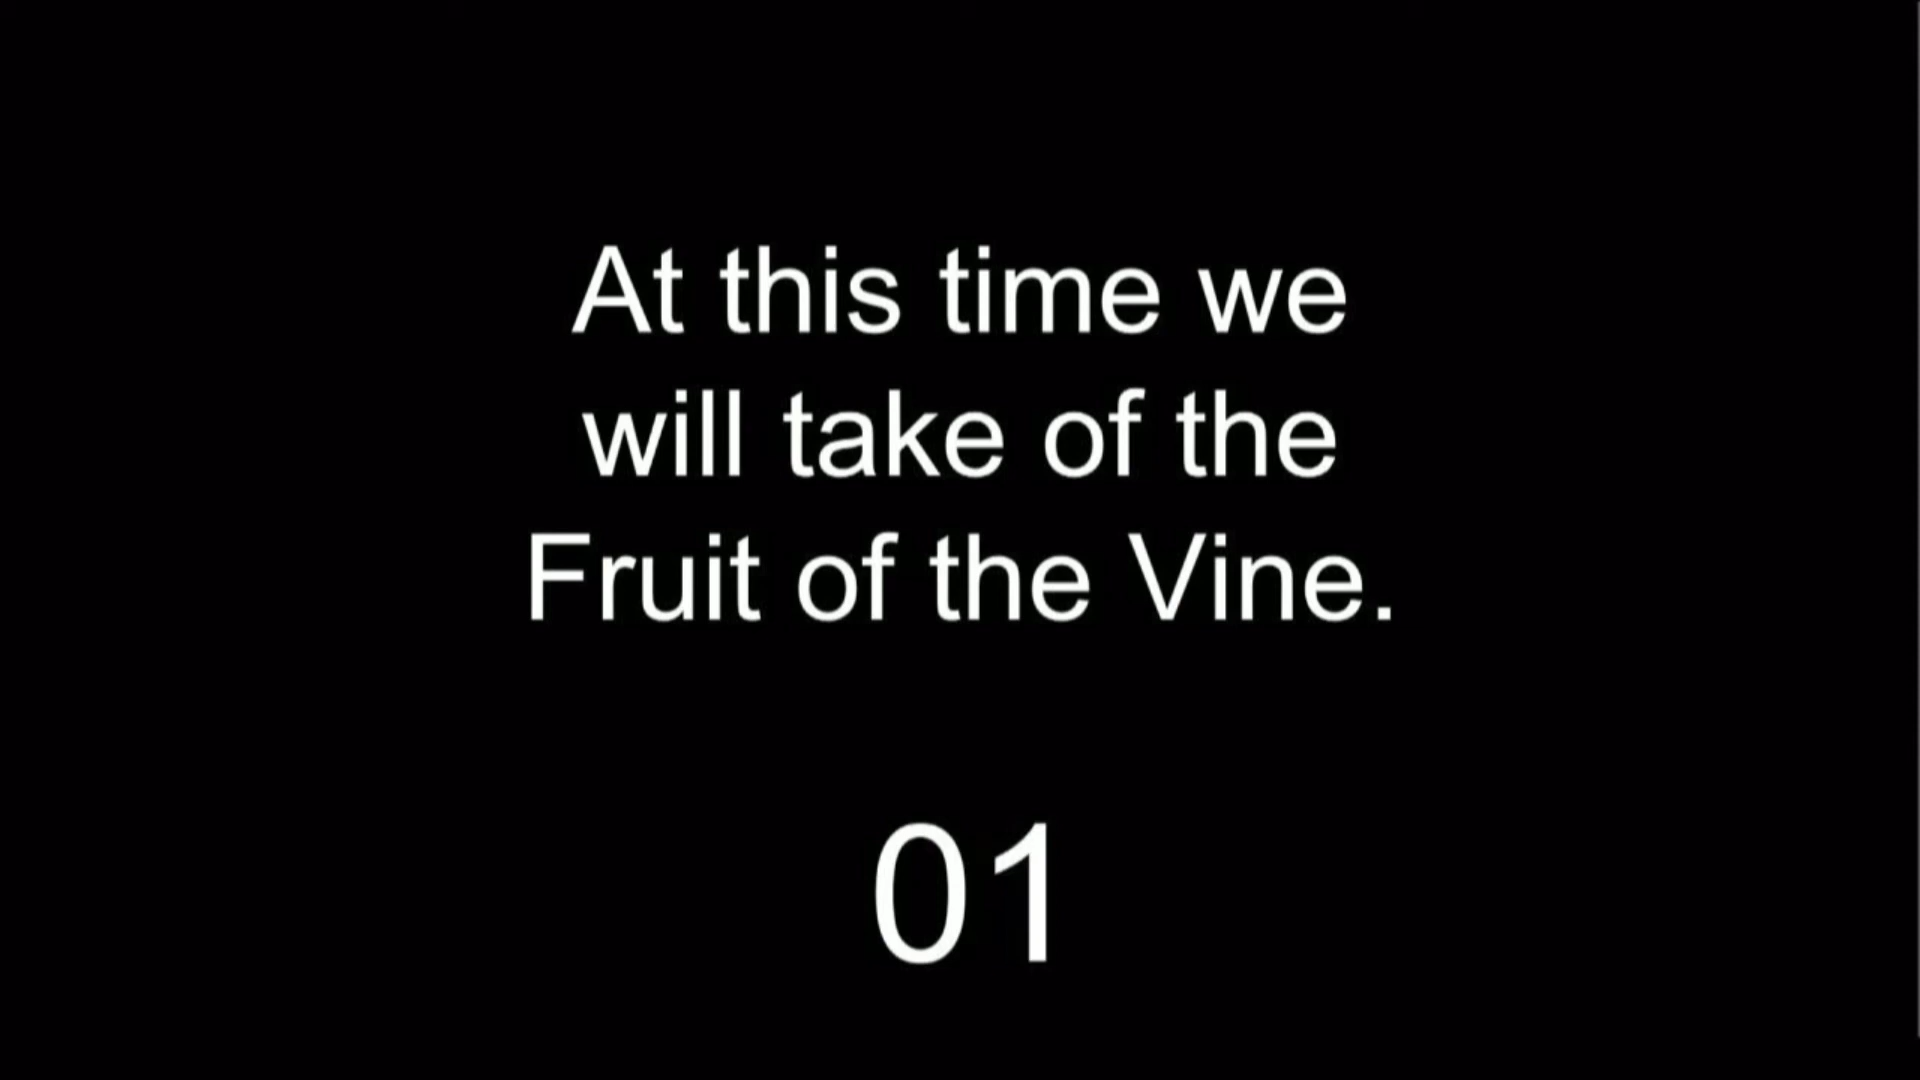 At this time we
will take of the
Fruit of the Vine.
01